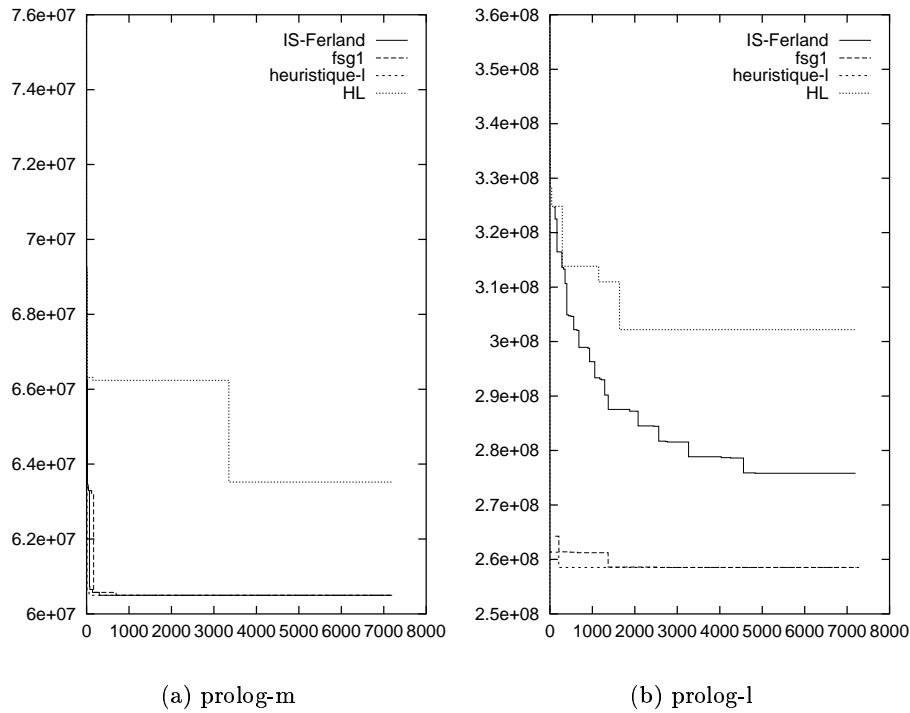 7.6e+07
7.4e+07
7.2e+07
7e+07
6.8e+07
6.6e+07
6.4e+07
6.2e+07
6e+07
0 1000 2000 3000 4000 5000 6000 7000 8000
IS-Ferland
fsg1
heuristique-l
HL
(a) prolog-m
3.6e+08
3.5e+08
3.4e+08
3.3e+08
3.2e+08
3.1e+08
3e+08
2.9e+08
2.8e+08
2.7e+08
2.6e+08
2.5e+08
0 1000 2000 3000 4000 5000 6000 7000 8000
IS-Ferland
fsg1
heuristique-l
HL
(b) prolog-l